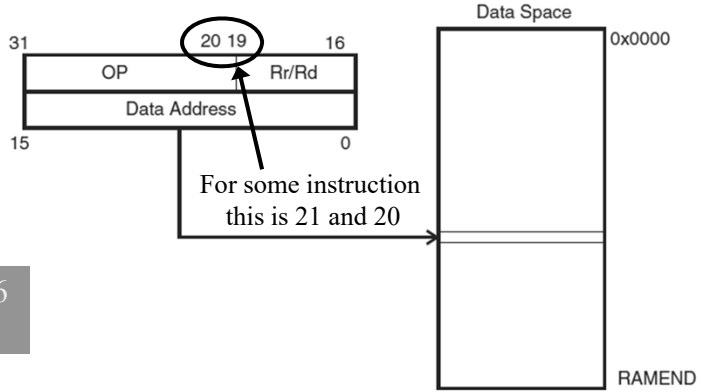 Data Space
31 20 19 16 0x0000
OP Rr/Rd
Data Address
15 0
For some instruction
this is 21 and 20
6
RAMEND